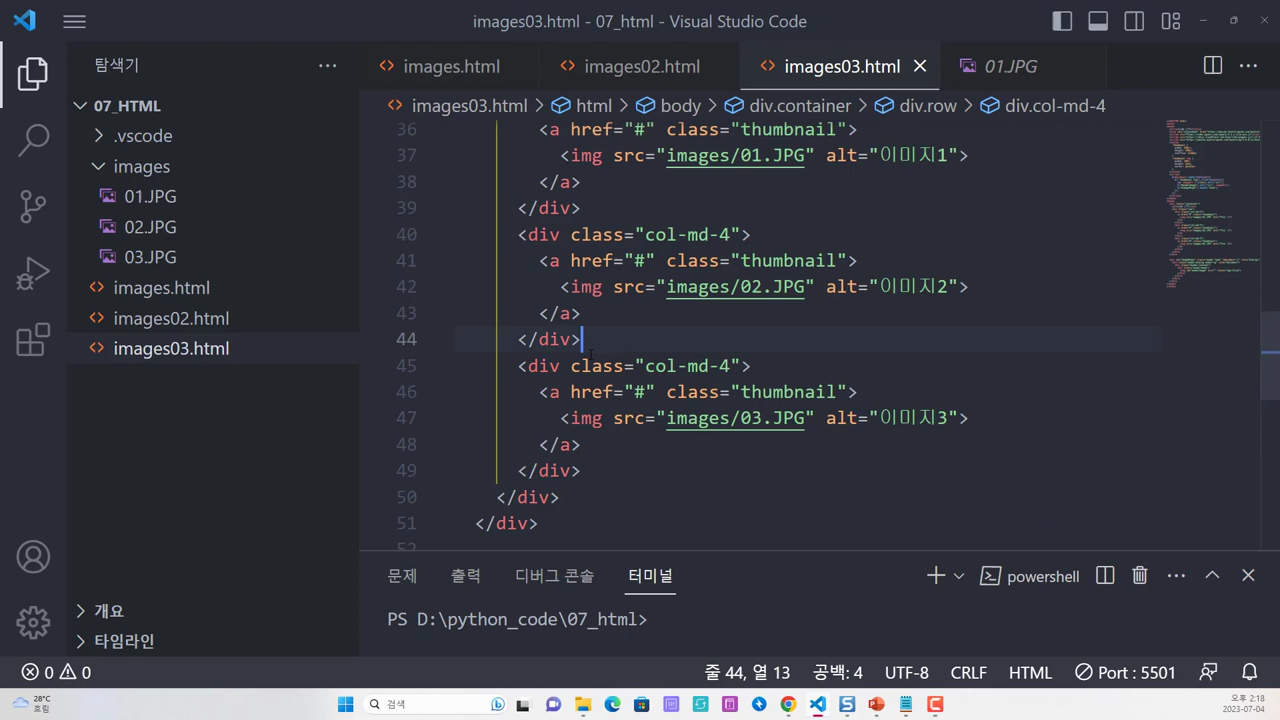 images03.html - 07_html - Visual Studio Code
탐색기
images.html
images02.html
images03.html
01.JPG
07_HTML
images03.html > html > body > div.container > div.row > div.col-md-4
.vscode
images
01.JPG
02.JPG
03.JPG
images.html
images02.html
images03.html
36 <a href="#" class="thumbnail">
37 <img src="images/01.JPG" alt="이미지1">
38 </a>
39 </div>
40 <div class="col-md-4">
41 <a href="#" class="thumbnail">
42 <img src="images/02.JPG" alt="이미지2">
43 </a>
44 </div>
45 <div class="col-md-4">
46 <a href="#" class="thumbnail">
47 <img src="images/03.JPG" alt="이미지3">
48 </a>
49 </div>
50 </div>
51 </div>
개요
타임라인
문제 출력 디버그 콘솔 터미널
powershell
PS D:\python_code\07_html>
0 0
줄 44, 열 13 공백: 4 UTF-8 CRLF HTML Port : 5501
28°C
흐림
검색
오후 2:18
2023-07-04